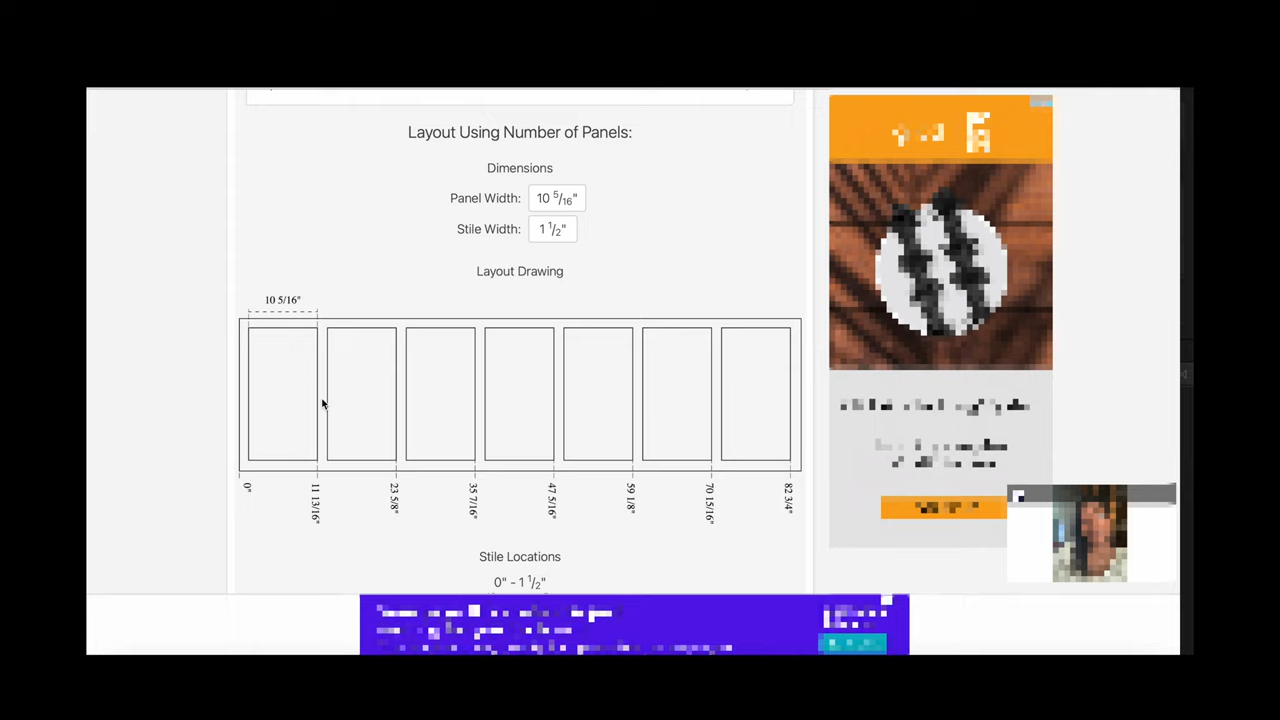 Layout Using Number of Panels:
Dimensions
Panel Width: 10 5/16"
Stile Width: 1 1/2"
Layout Drawing
10 5/16"
0" 11 13/16" 23 5/8" 35 7/16" 47 5/16" 59 1/8" 70 15/16" 82 3/4"
Stile Locations
0" - 1 1/2"